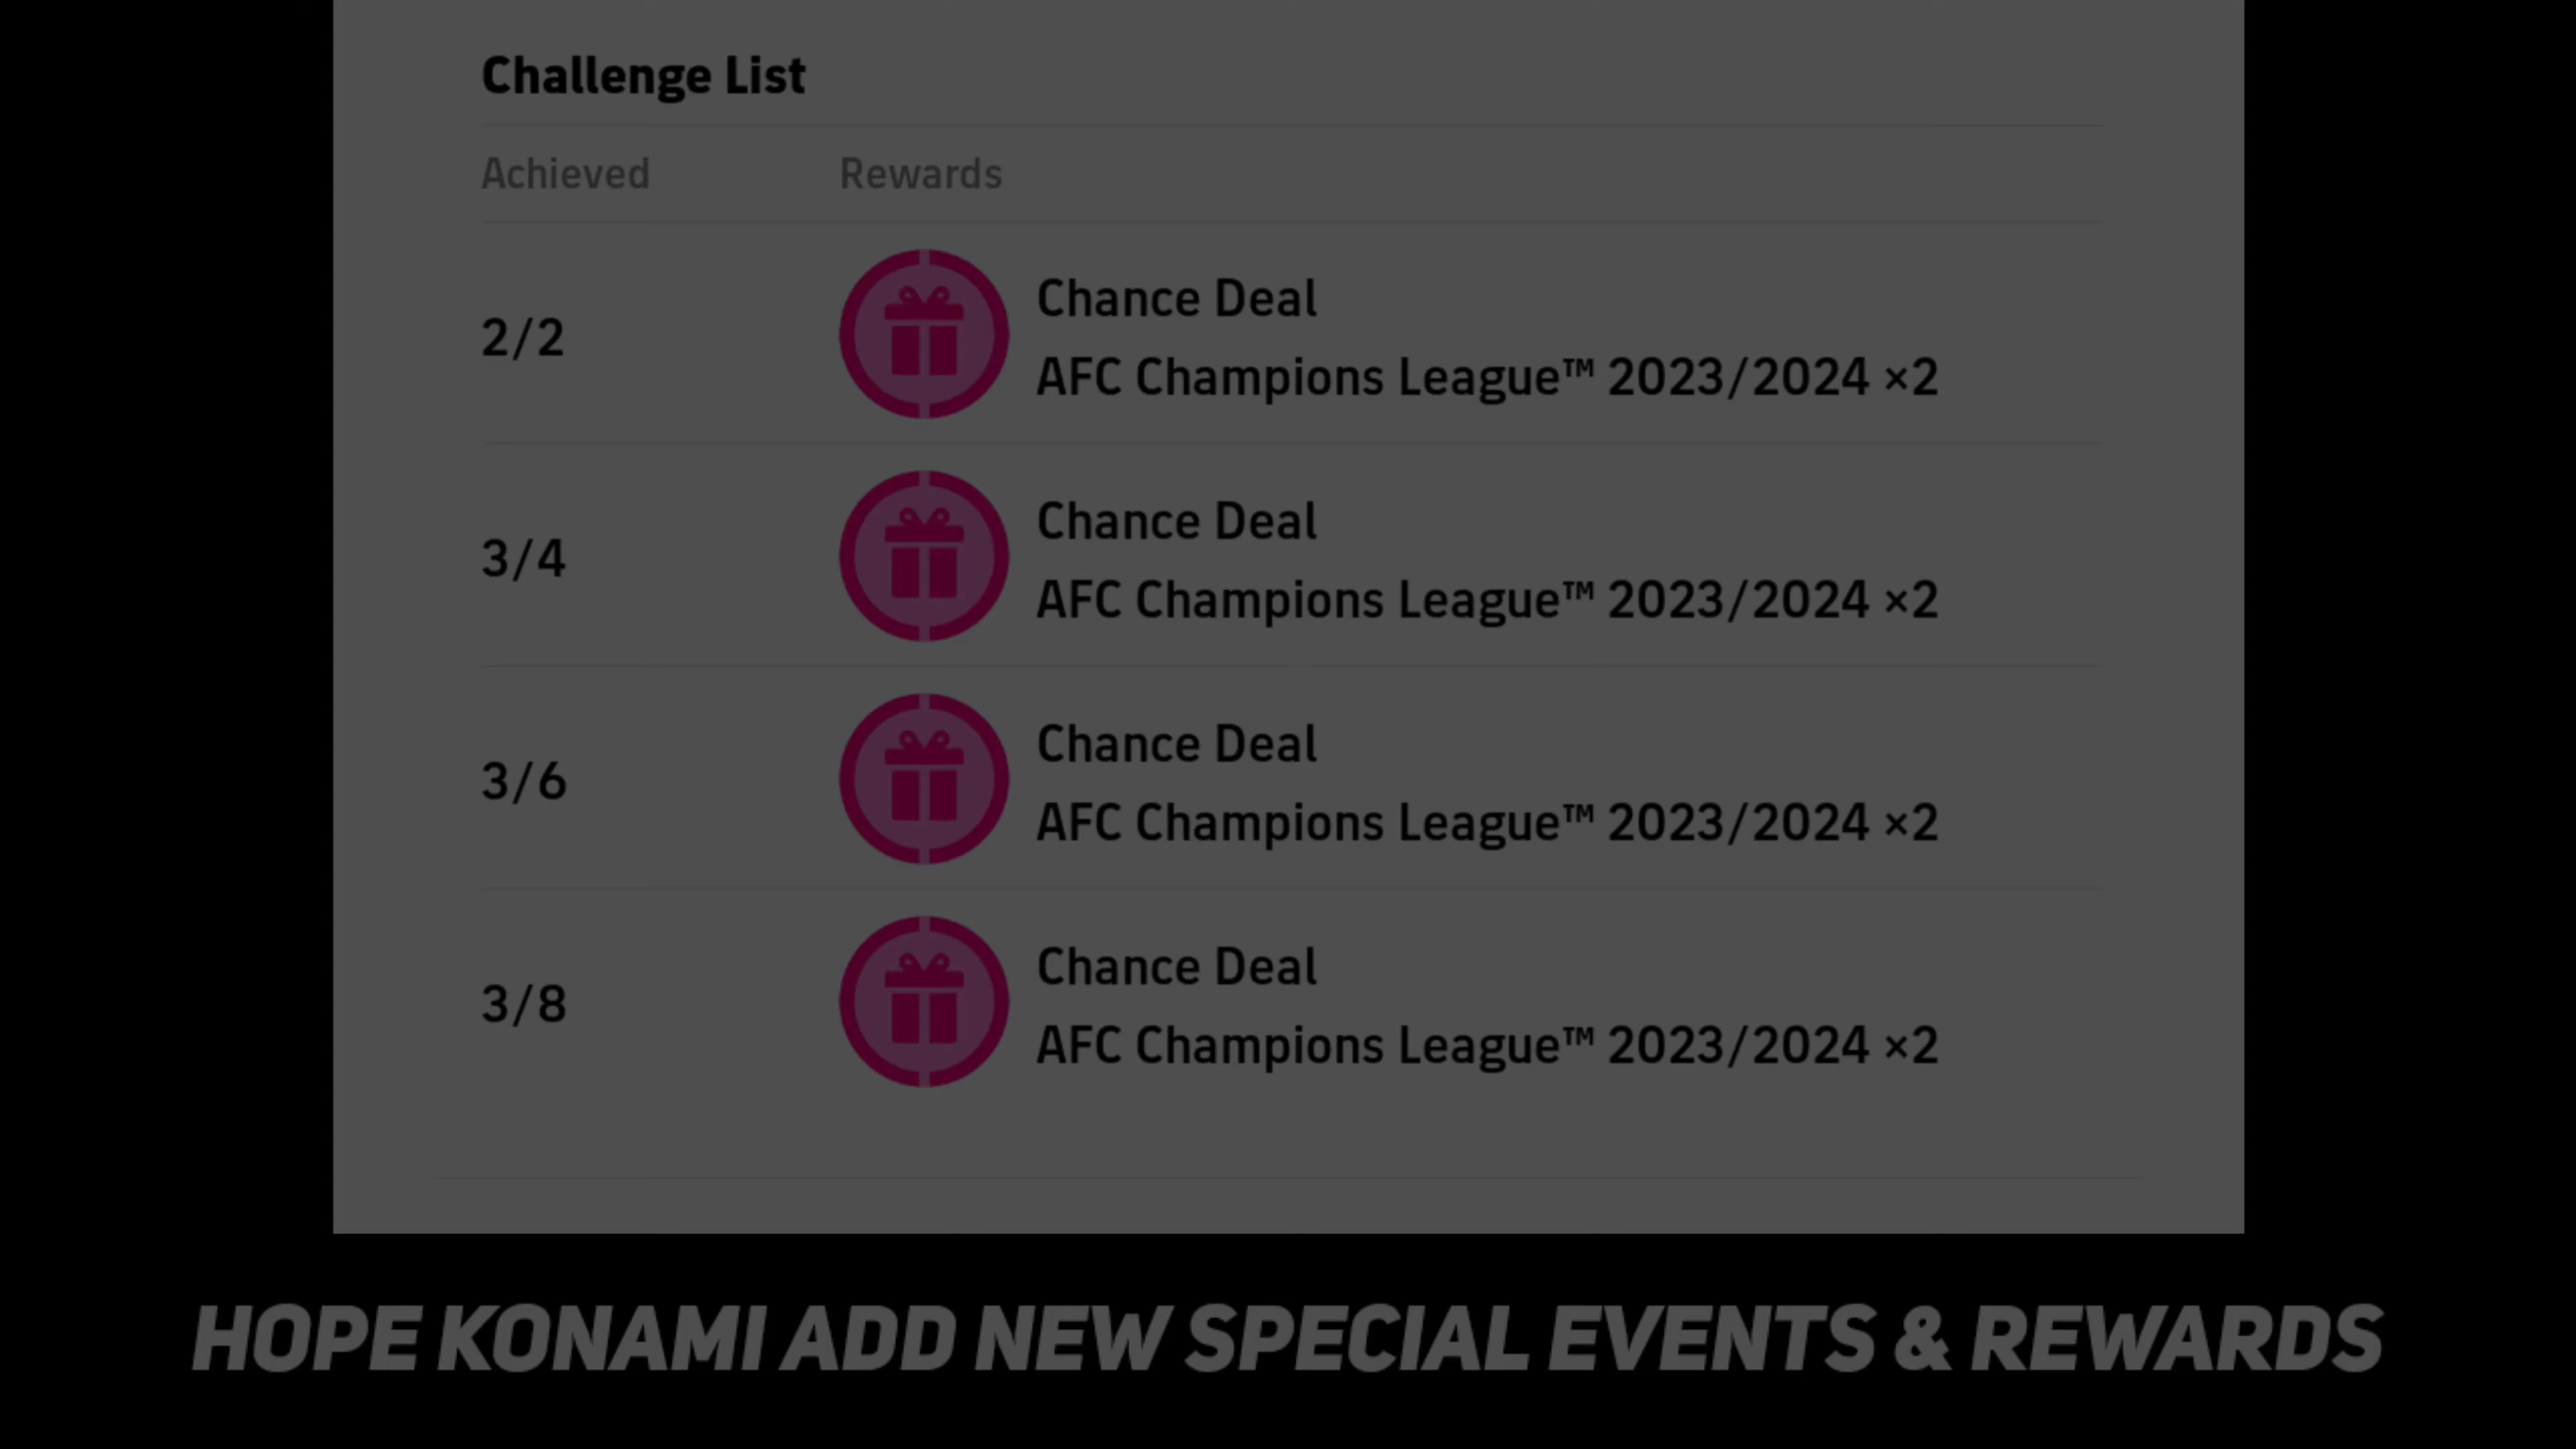 Challenge List
Achieved Rewards
2/2
Chance Deal
AFC Champions League™ 2023/2024 ×2
3/4
Chance Deal
AFC Champions League™ 2023/2024 ×2
3/6
Chance Deal
AFC Champions League™ 2023/2024 ×2
3/8
Chance Deal
AFC Champions League™ 2023/2024 ×2
HOPE KONAMI ADD NEW SPECIAL EVENTS & REWARDS